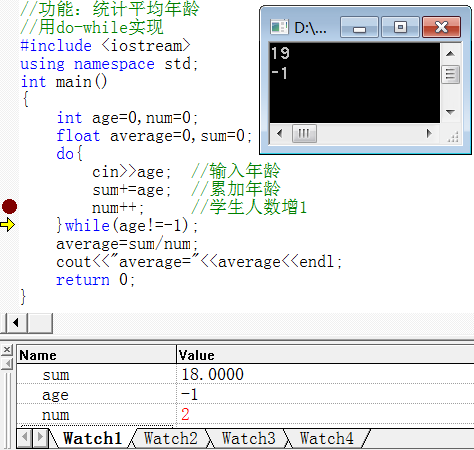 //功能：统计平均年龄
//用do-while实现
#include <iostream>
using namespace std;
int main()
{
int age=0,num=0;
float average=0,sum=0;
do{
cin>>age; //输入年龄
sum+=age; //累加年龄
num++; //学生人数增1
}while(age!=-1);
average=sum/num;
cout<<"average="<<average<<endl;
return 0;
}
D:\...
19
-1
Name Value
sum 18.0000
age -1
num 2
Watch1 Watch2 Watch3 Watch4